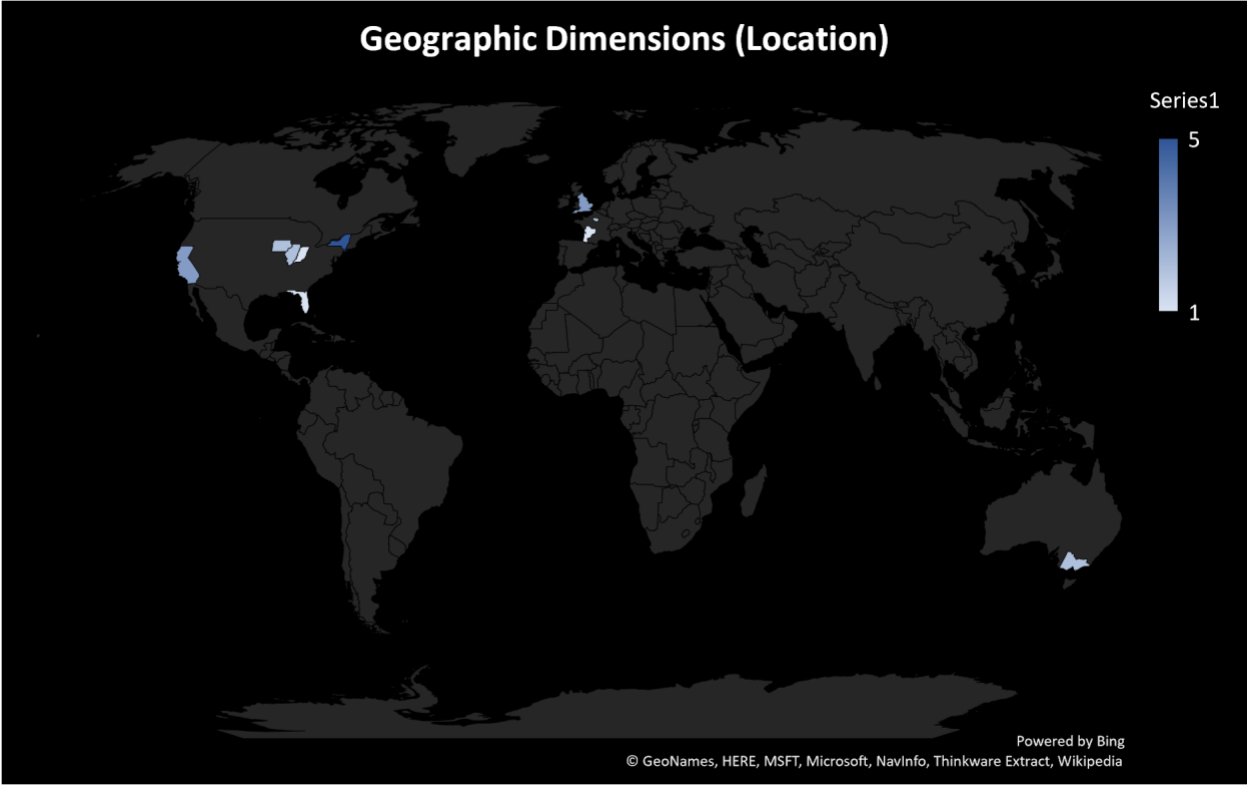 Geographic Dimensions (Location)
Series1
5
1
Powered by Bing
© GeoNames, HERE, MSFT, Microsoft, NavInfo, Thinkware Extract, Wikipedia